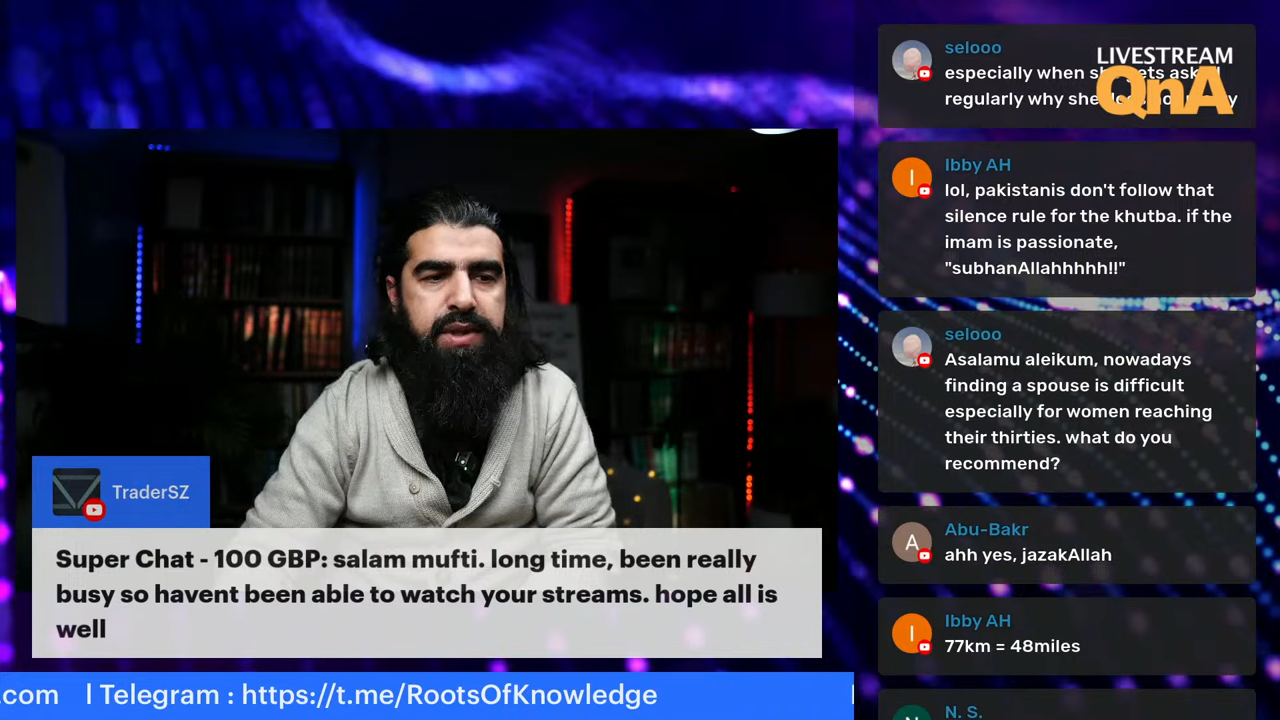 LIVESTREAM
QnA
selooo
especially when
regularly why she
Ibby AH
lol, pakistanis don't follow that
silence rule for the khutba. if the
imam is passionate,
"subhanAllahhhhh!!"
selooo
Asalamu aleikum, nowadays
finding a spouse is difficult
especially for women reaching
their thirties. what do you
recommend?
A
Abu-Bakr
ahh yes, jazakAllah
I
Ibby AH
77km = 48miles
N. S.
TraderSZ
Super Chat - 100 GBP: salam mufti. long time, been really
busy so havent been able to watch your streams. hope all is
well
.com l Telegram : https://t.me/RootsOfKnowledge